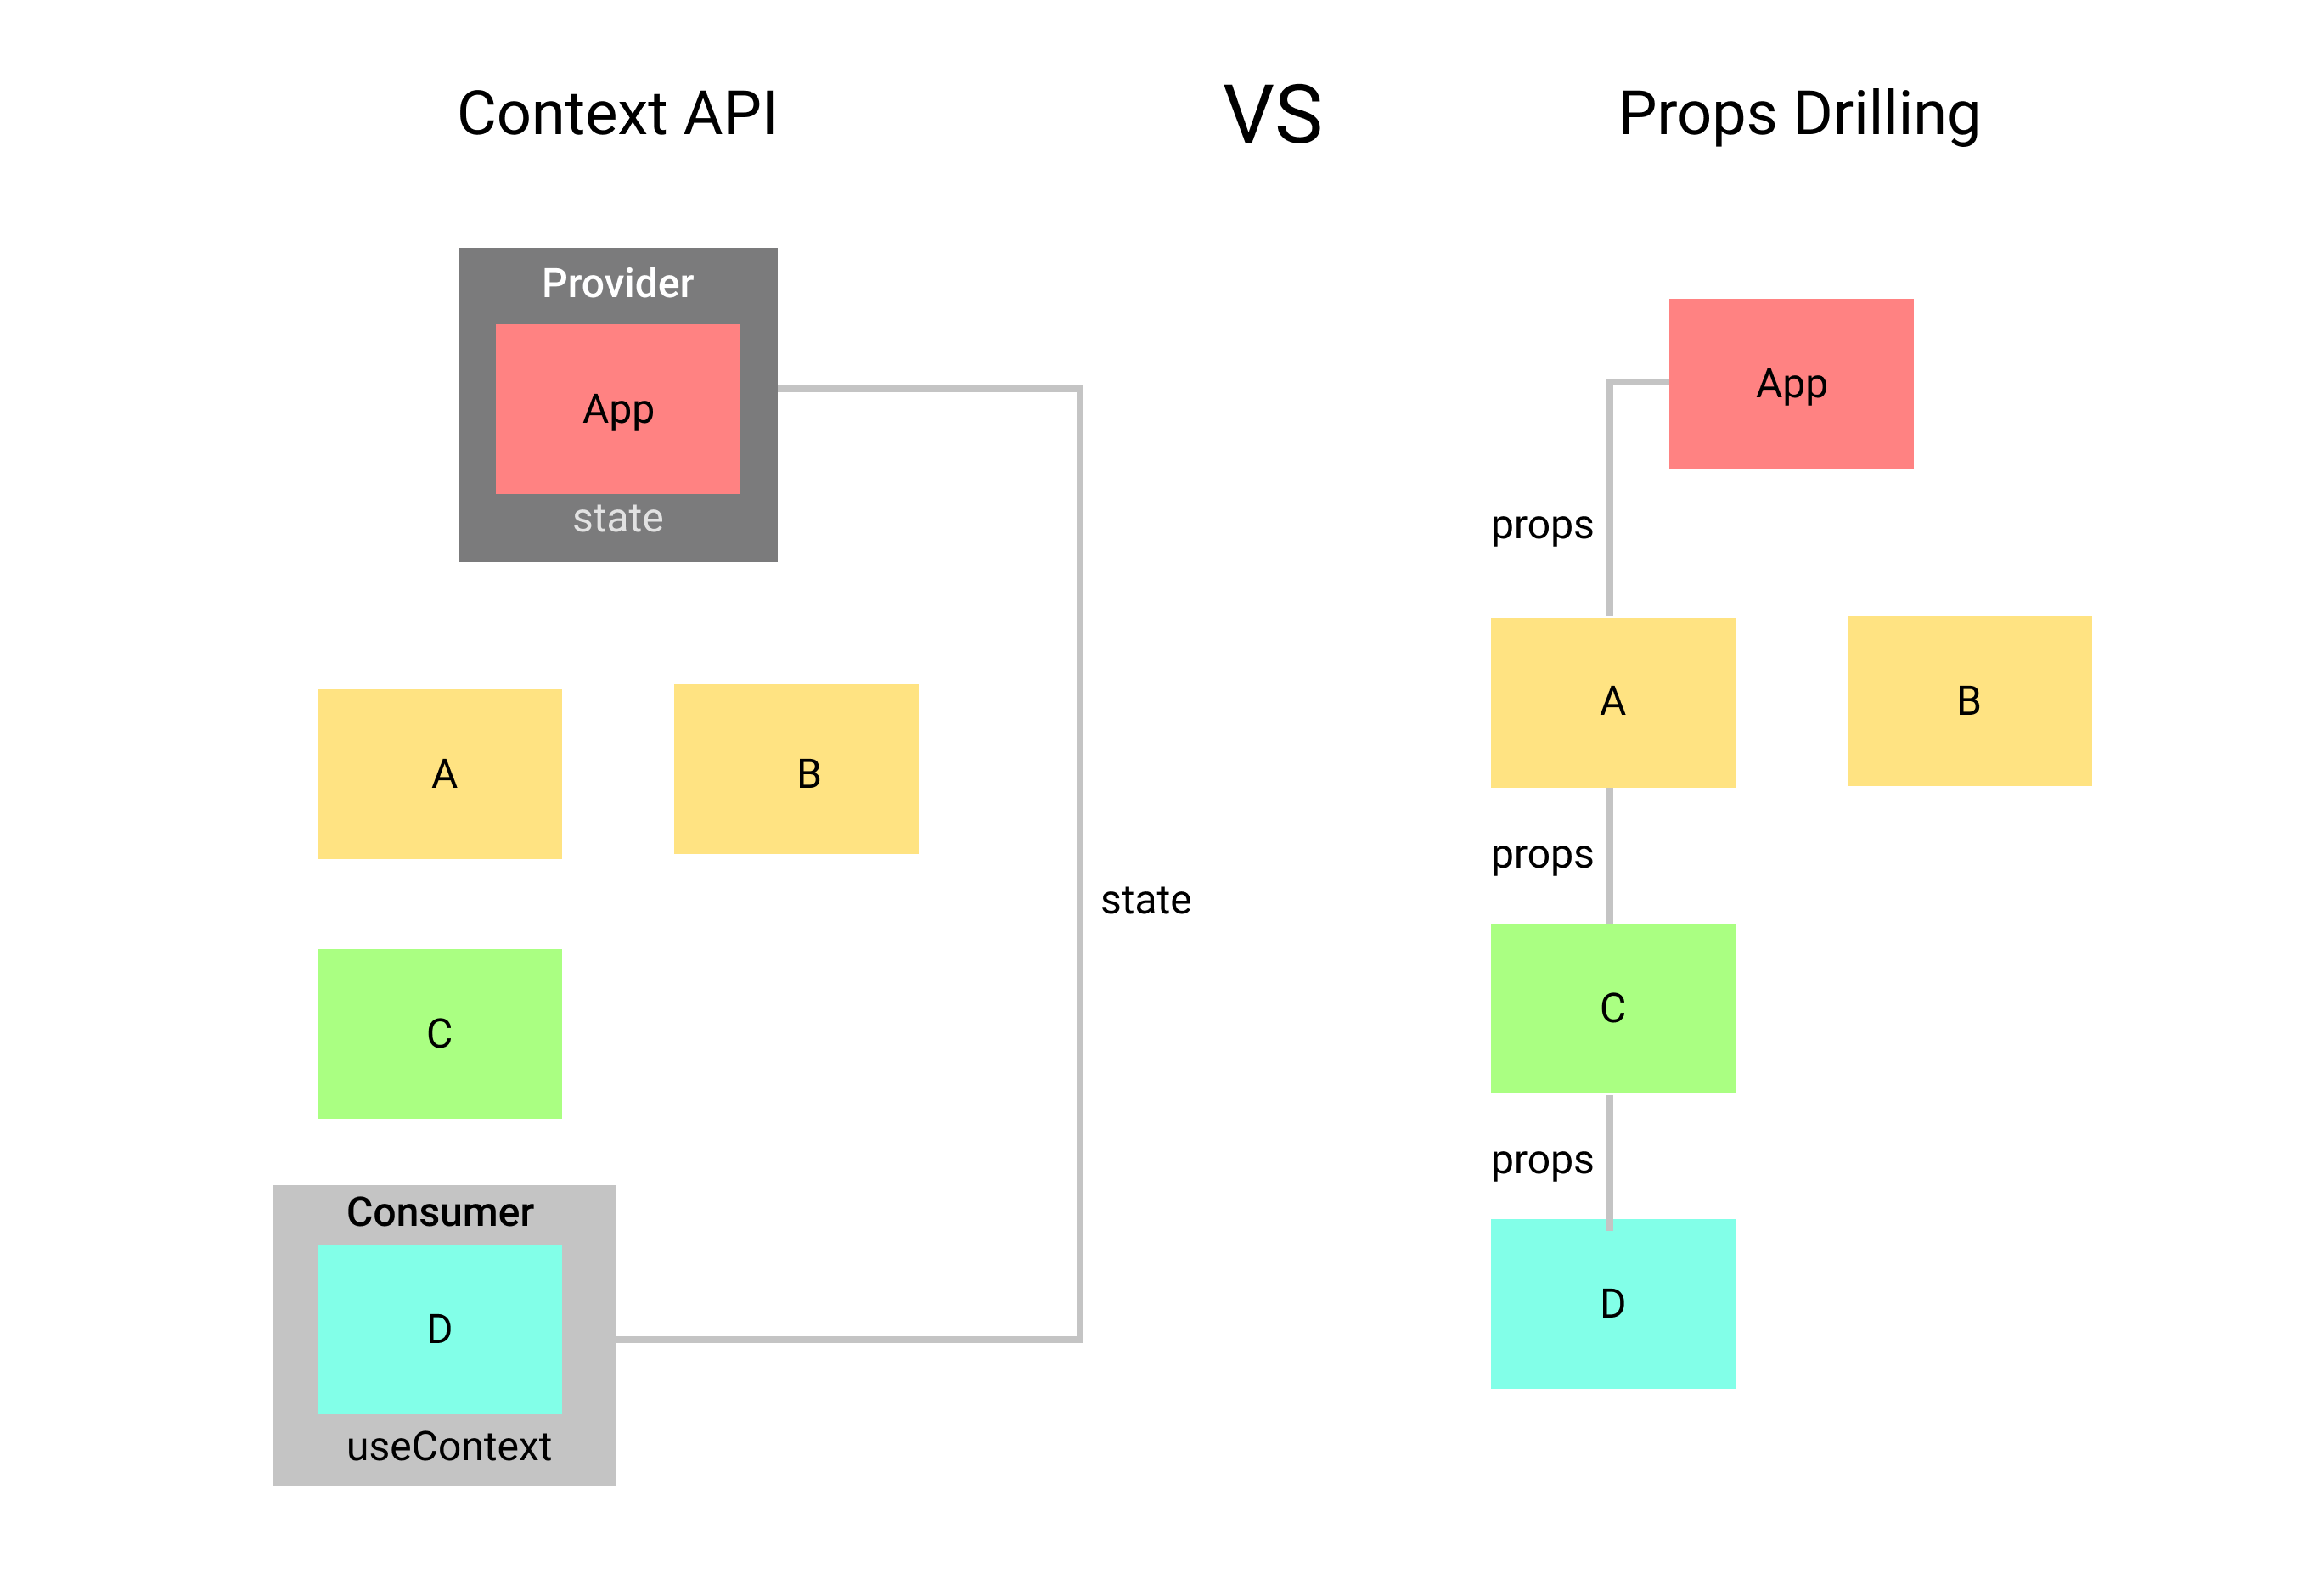 Context API
VS
Props Drilling
Provider
App
state
A
B
C
Consumer
D
useContext
state
App
props
A
B
props
C
props
D